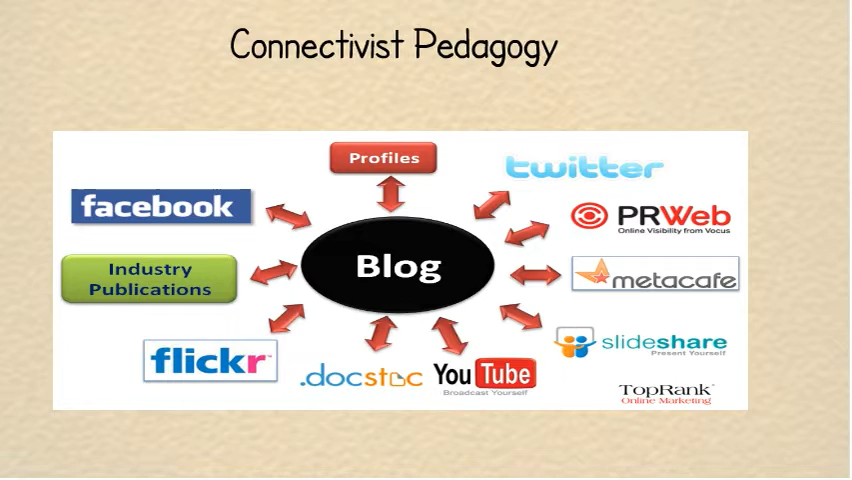 Connectivist Pedagogy
Profiles
twitter
facebook
PRWeb
Online Visibility from Vocus
Blog
Industry
Publications
metacafe
slideshare
Present Yourself
flickr
.docstoc
YouTube
Broadcast Yourself
TopRank
Online Marketing